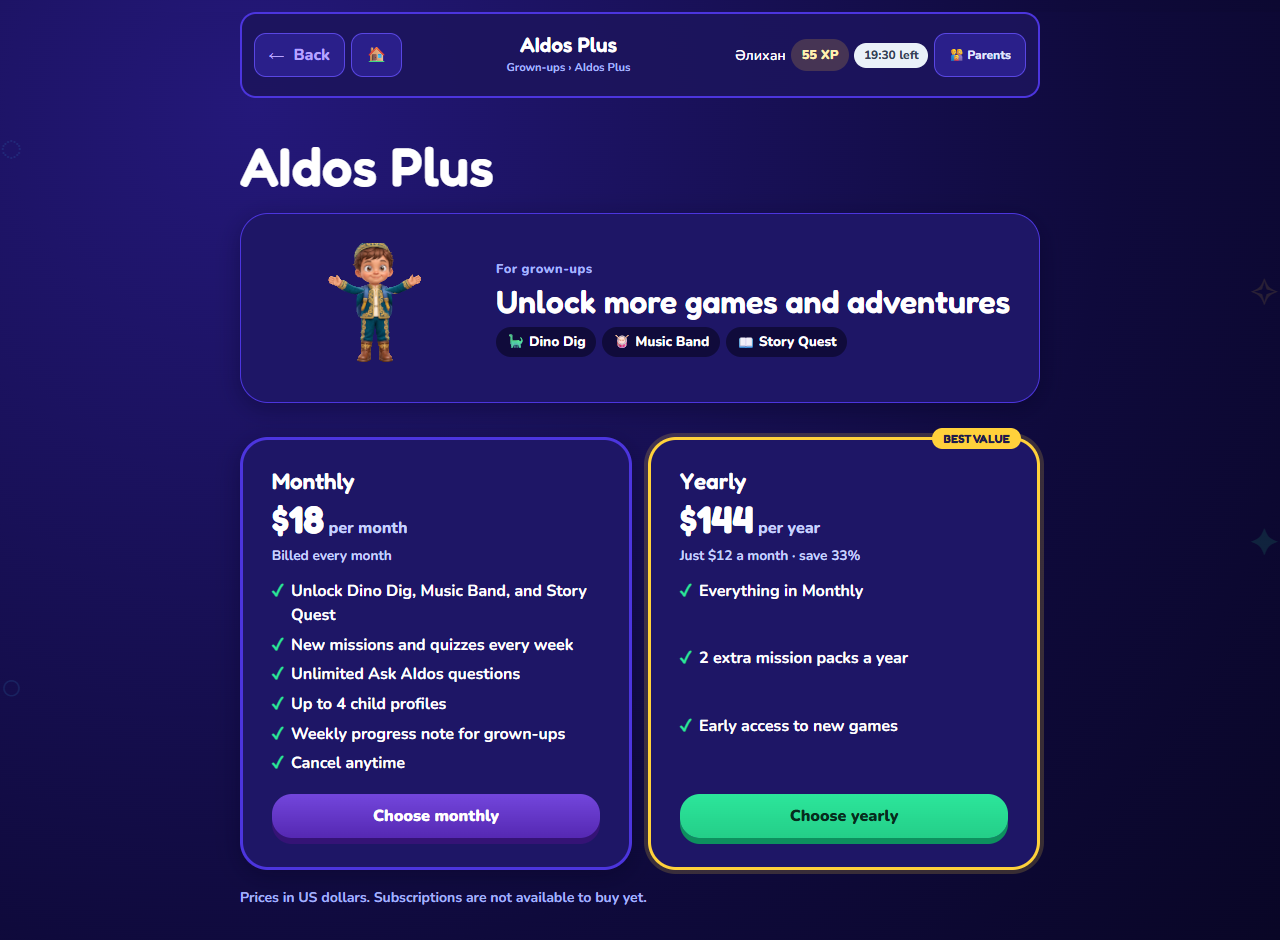 ← Back
Aldos Plus
Grown-ups › Aldos Plus
Әлихан
55 XP
19:30 left
Parents
Aldos Plus
For grown-ups
Unlock more games and adventures
Dino Dig
Music Band
Story Quest
BEST VALUE
Monthly
$18 per month
Billed every month
✓ Unlock Dino Dig, Music Band, and Story
Quest
✓ New missions and quizzes every week
✓ Unlimited Ask Aldos questions
✓ Up to 4 child profiles
✓ Weekly progress note for grown-ups
✓ Cancel anytime
Choose monthly
Yearly
$144 per year
Just $12 a month · save 33%
✓ Everything in Monthly
✓ 2 extra mission packs a year
✓ Early access to new games
Choose yearly
Prices in US dollars. Subscriptions are not available to buy yet.